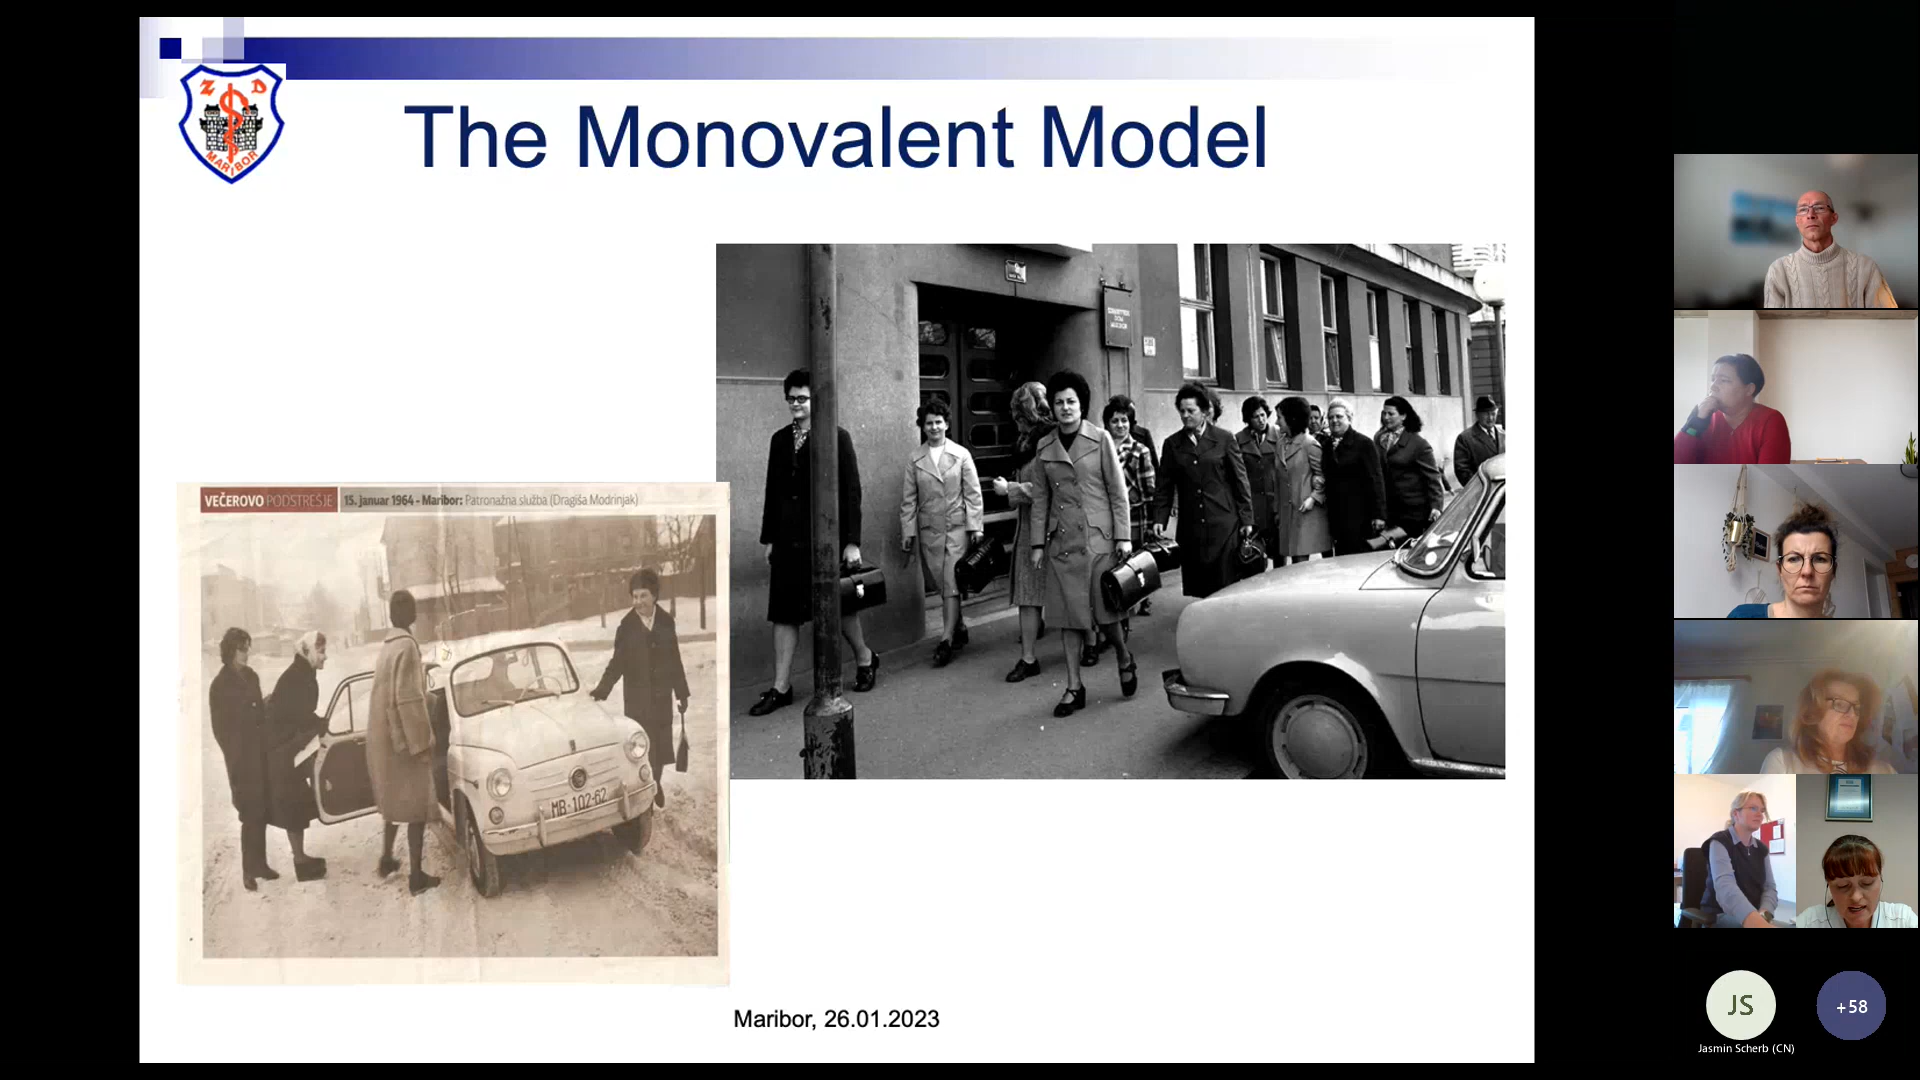 Z D
MARIBOR
The Monovalent Model
VEČEROVO PODSTREŠJE 15. januar 1964 - Maribor: Patronažna služba (Dragiša Modrinjak)
MB-102-62
Maribor, 26.01.2023
JS
+58
Jasmin Scherb (CN)